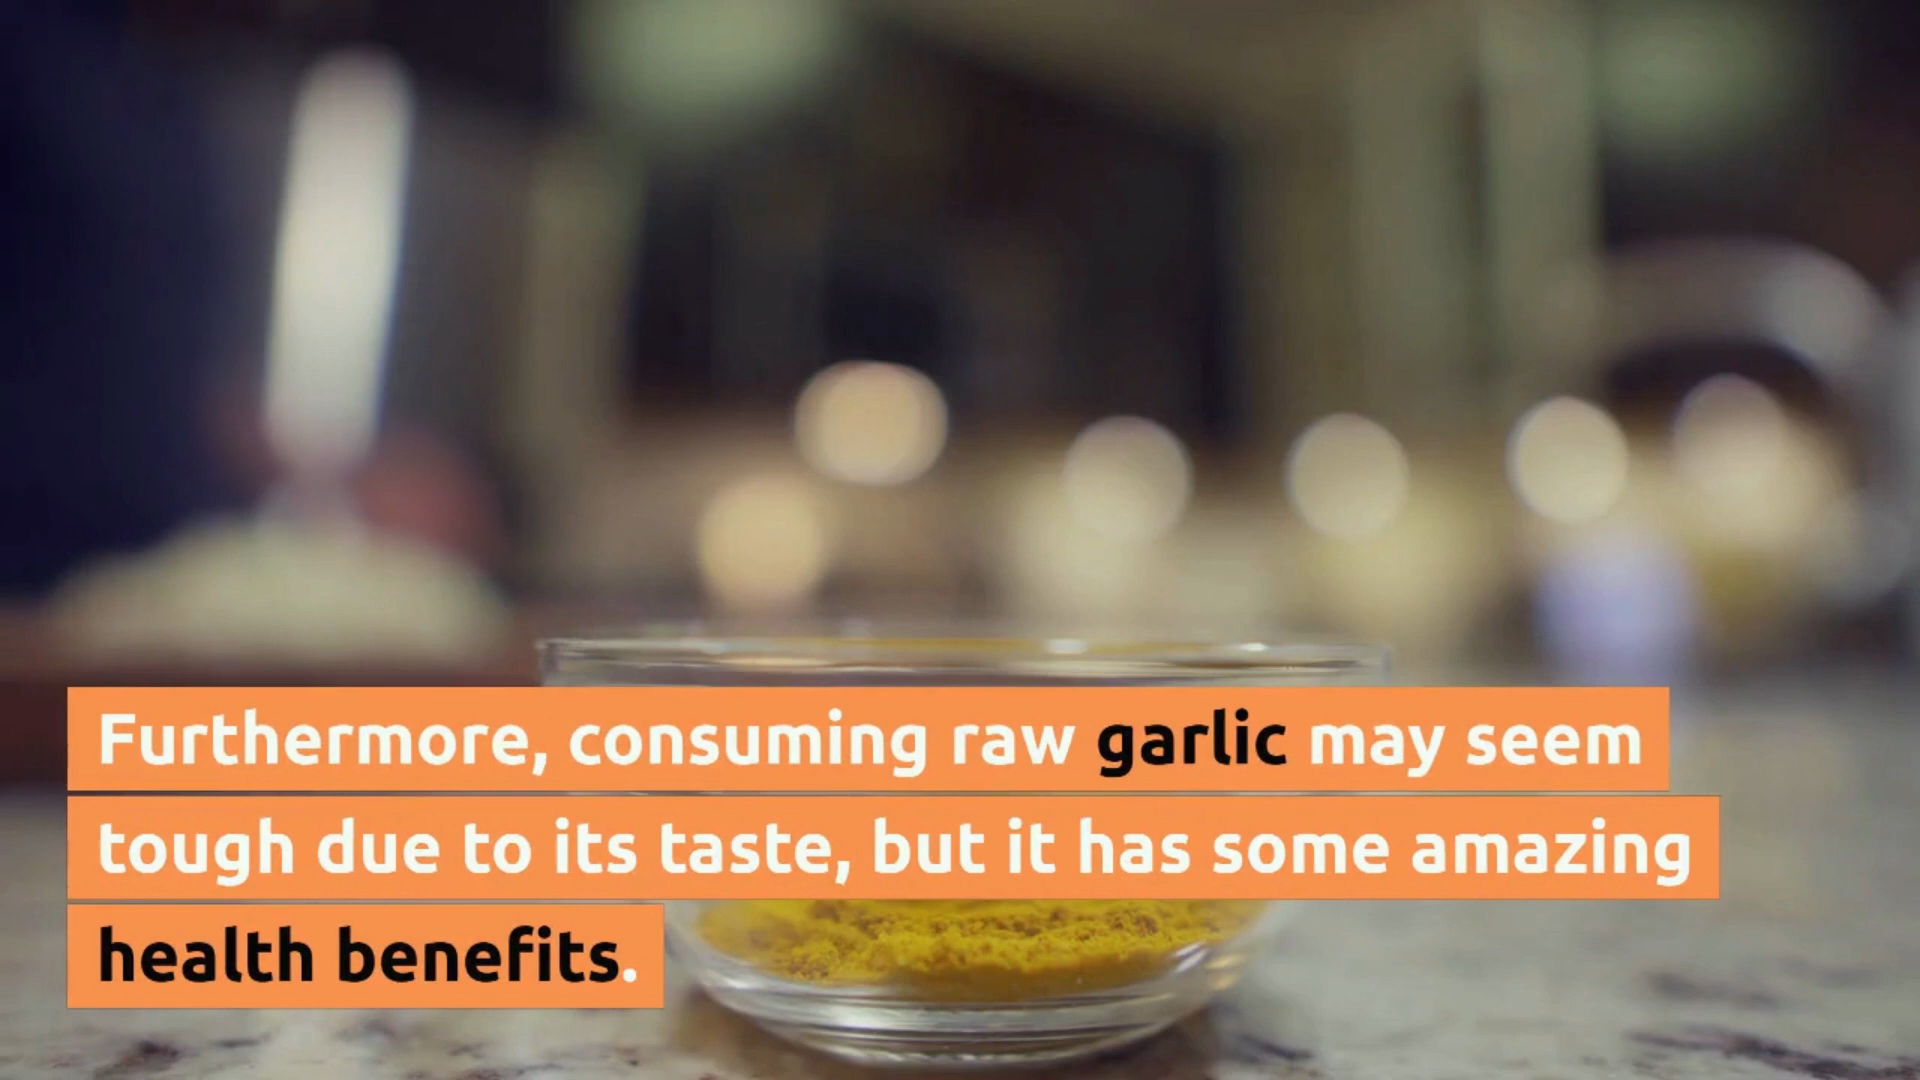 Furthermore, consuming raw garlic may seem
tough due to its taste, but it has some amazing
health benefits.